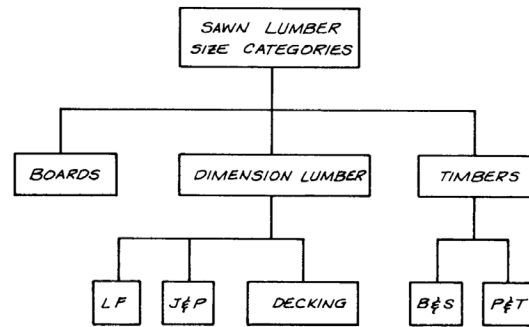 SAWN LUMBER
SIZE CATEGORIES
BOARDS
DIMENSION LUMBER
TIMBERS
LF
J&P
DECKING
B&S
P&T